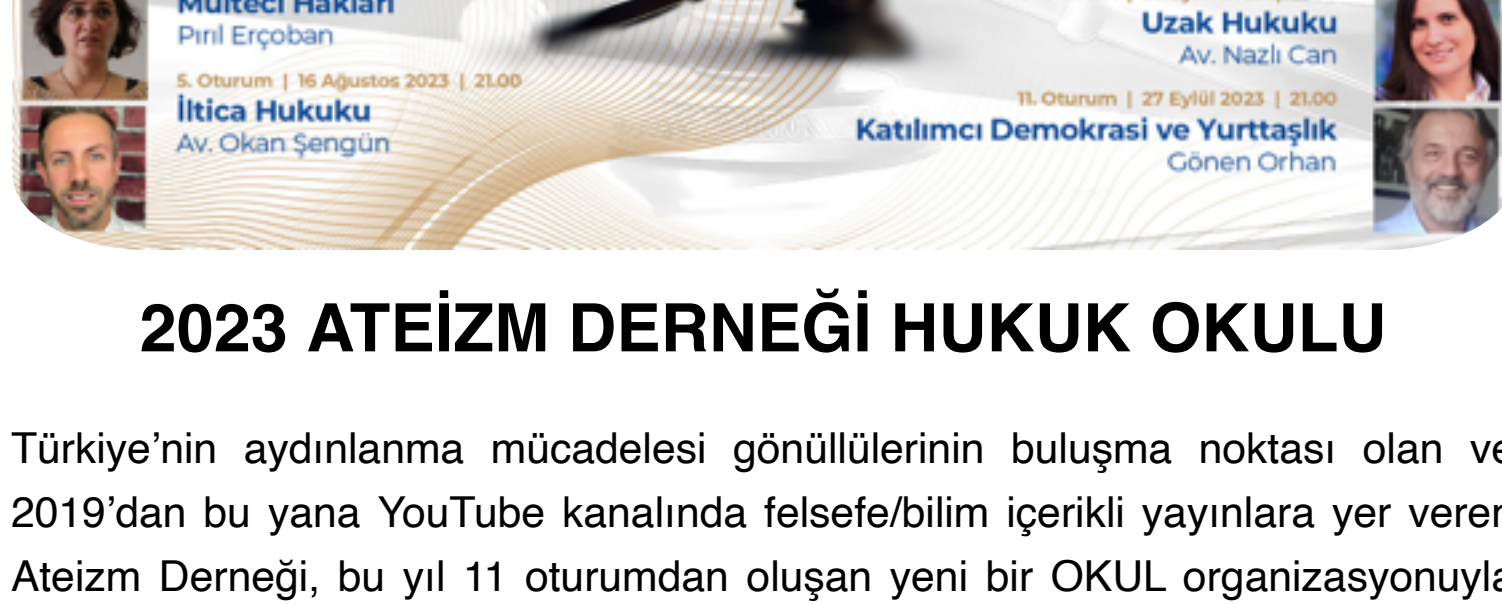 Mülteci Hakları
Pırıl Erçoban
5. Oturum | 16 Ağustos 2023 | 21.00
İltica Hukuku
Av. Okan Şengün
Uzak Hukuku
Av. Nazlı Can
11. Oturum | 27 Eylül 2023 | 21.00
Katılımcı Demokrasi ve Yurttaşlık
Gönen Orhan
2023 ATEİZM DERNEĞİ HUKUK OKULU
Türkiye’nin aydınlanma mücadelesi gönüllülerinin buluşma noktası olan ve
2019’dan bu yana YouTube kanalında felsefe/bilim içerikli yayınlara yer veren
Ateizm Derneği, bu yıl 11 oturumdan oluşan yeni bir OKUL organizasyonuyla